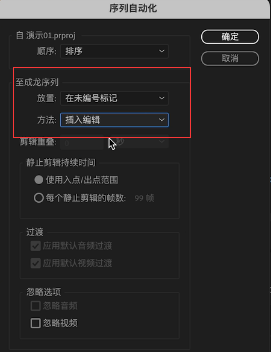 序列自动化
自 演示01.prproj
顺序: 排序
确定
取消
至成龙序列
放置: 在未编号标记
方法: 插入编辑
剪辑重叠:
静止剪辑持续时间
使用入点/出点范围
每个静止剪辑的帧数: 99 帧
过渡
应用默认音频过渡
应用默认视频过渡
忽略选项
忽略音频
忽略视频